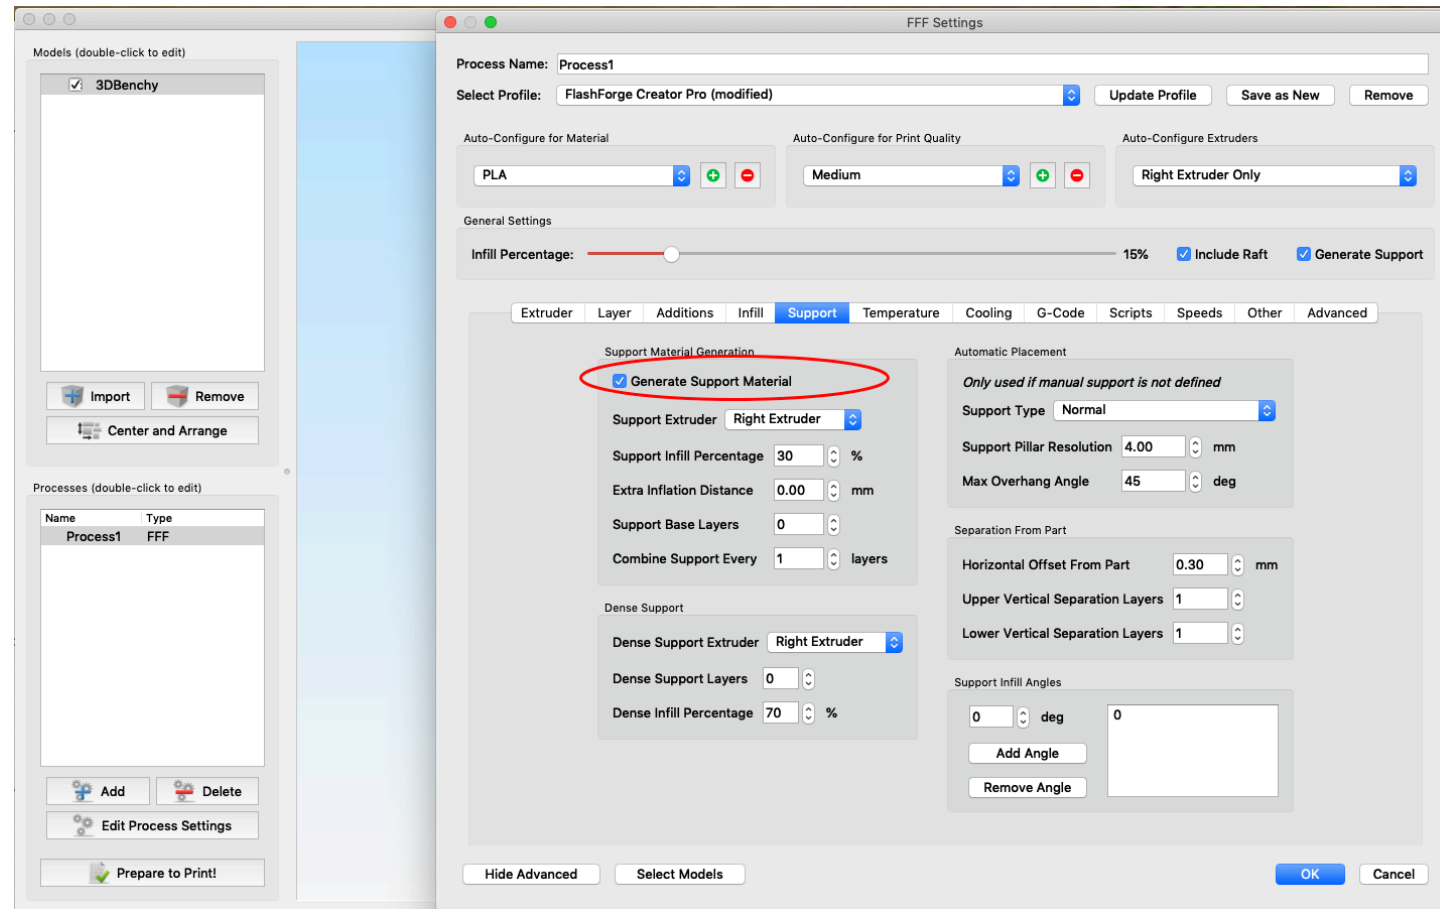 FFF Settings
Models (double-click to edit)
3DBenchy
Import
Remove
Center and Arrange
Processes (double-click to edit)
Name Type
Process1 FFF
Add
Delete
Edit Process Settings
Prepare to Print!
Process Name: Process1
Select Profile: FlashForge Creator Pro (modified) Update Profile Save as New Remove
Auto-Configure for Material
PLA
Auto-Configure for Print Quality
Medium
Auto-Configure Extruders
Right Extruder Only
General Settings
Infill Percentage: 15% Include Raft Generate Support
Extruder Layer Additions Infill Support Temperature Cooling G-Code Scripts Speeds Other Advanced
Support Material Generation
Generate Support Material
Support Extruder Right Extruder
Support Infill Percentage 30 %
Extra Inflation Distance 0.00 mm
Support Base Layers 0
Combine Support Every 1 layers
Dense Support
Dense Support Extruder Right Extruder
Dense Support Layers 0
Dense Infill Percentage 70 %
Automatic Placement
Only used if manual support is not defined
Support Type Normal
Support Pillar Resolution 4.00 mm
Max Overhang Angle 45 deg
Separation From Part
Horizontal Offset From Part 0.30 mm
Upper Vertical Separation Layers 1
Lower Vertical Separation Layers 1
Support Infill Angles
0 deg 0
Add Angle
Remove Angle
Hide Advanced Select Models OK Cancel